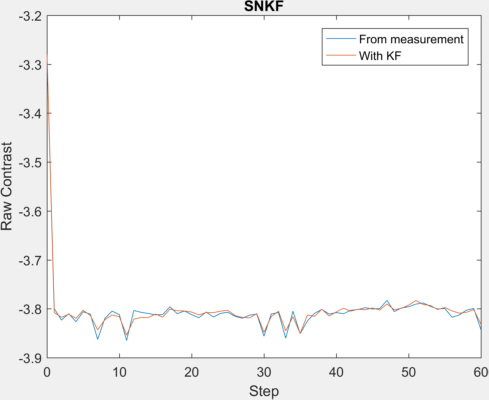 SNKF
-3.2
-3.3
-3.4
-3.5
-3.6
-3.7
-3.8
-3.9
Raw Contrast
From measurement
With KF
0 10 20 30 40 50 60
Step